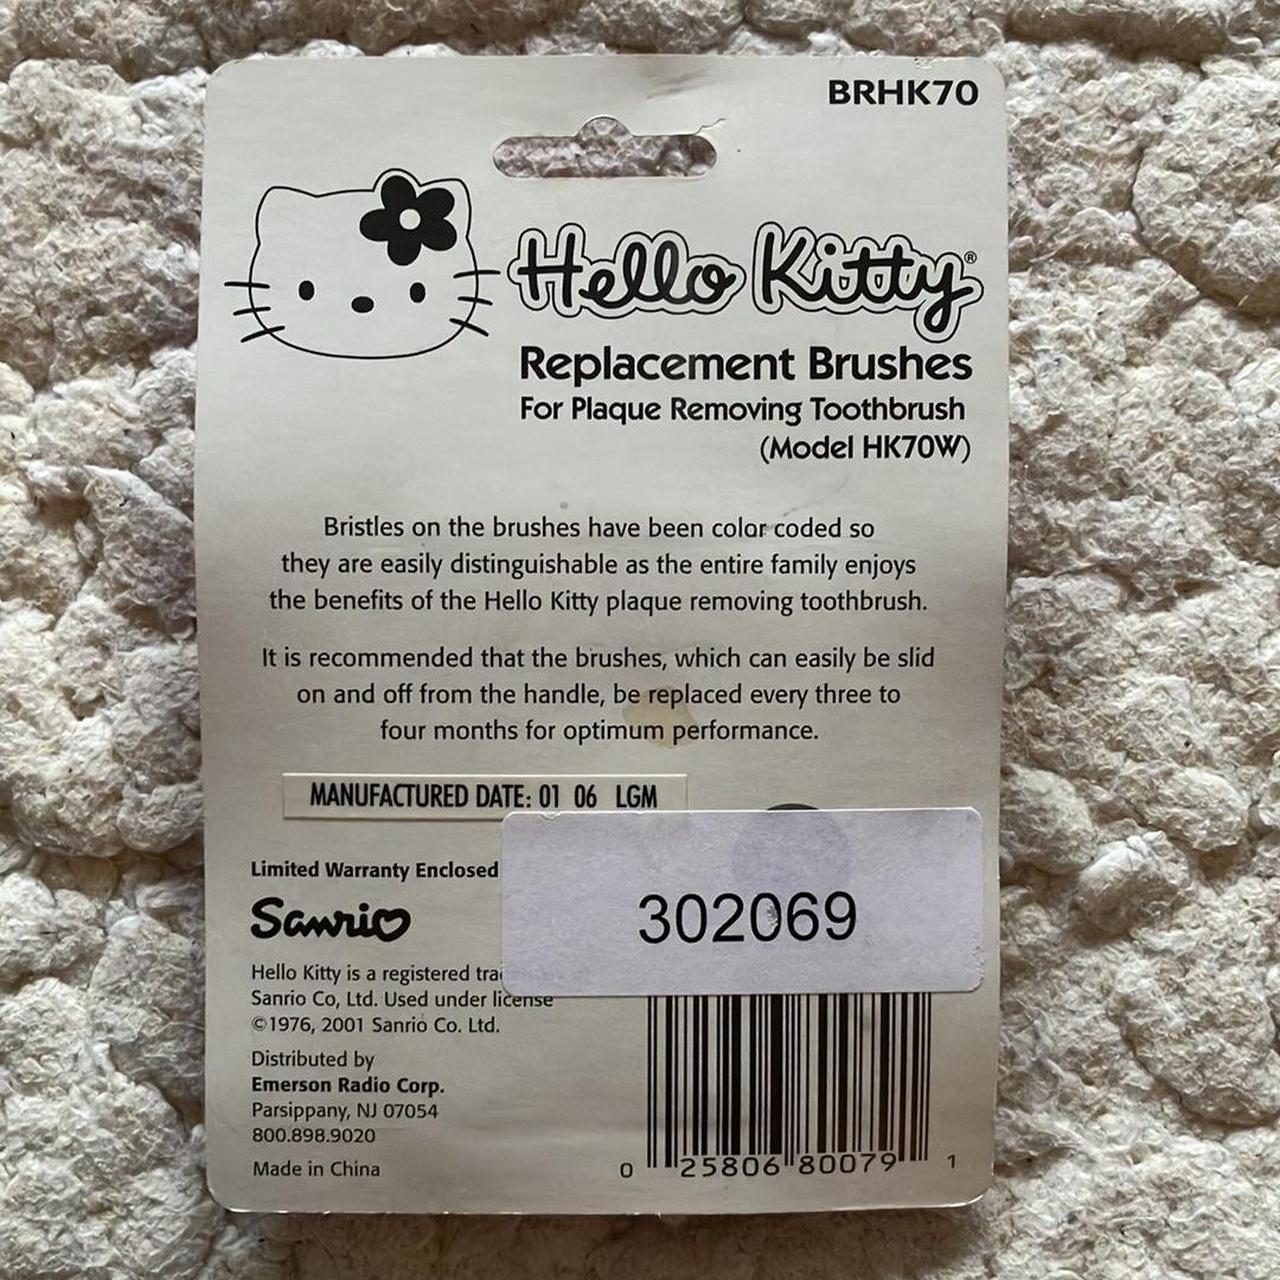 BRHK70
Hello Kitty®
Replacement Brushes
For Plaque Removing Toothbrush
(Model HK70W)
Bristles on the brushes have been color coded so
they are easily distinguishable as the entire family enjoys
the benefits of the Hello Kitty plaque removing toothbrush.
It is recommended that the brushes, which can easily be slid
on and off from the handle, be replaced every three to
four months for optimum performance.
MANUFACTURED DATE: 01 06 LGM
Limited Warranty Enclosed
302069
Sanrio
Hello Kitty is a registered
Sanrio Co, Ltd. Used under license
©1976, 2001 Sanrio Co. Ltd.
Distributed by
Emerson Radio Corp.
Parsippany, NJ 07054
800.898.9020
Made in China
0 25806 80079 1